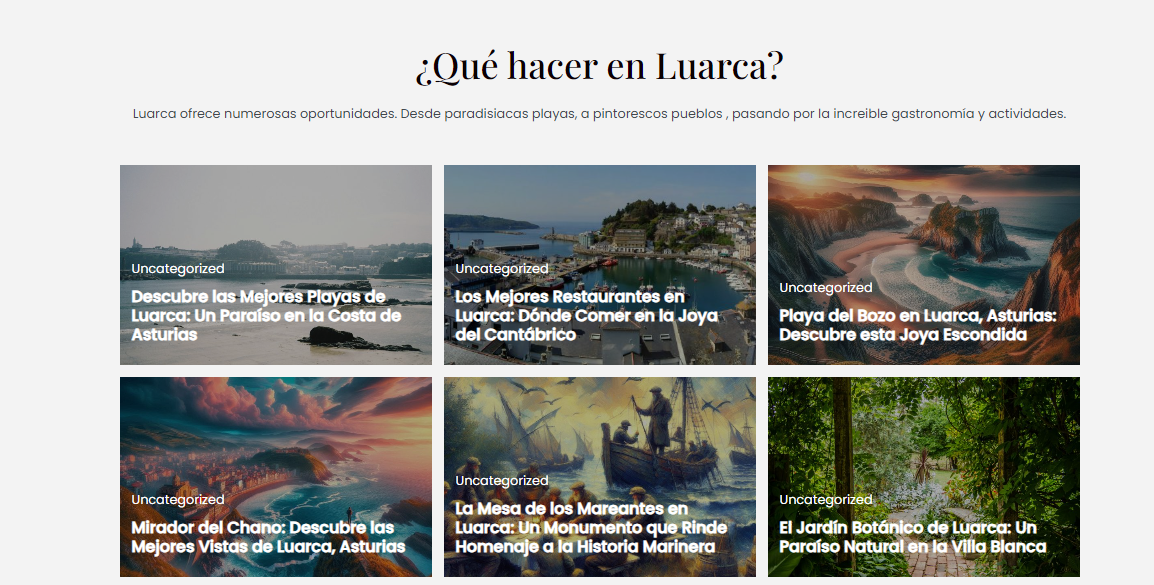 ¿Qué hacer en Luarca?
Luarca ofrece numerosas oportunidades. Desde paradisiacas playas, a pintorescos pueblos , pasando por la increible gastronomía y actividades.
Uncategorized
Descubre las Mejores Playas de
Luarca: Un Paraíso en la Costa de
Asturias
Uncategorized
Los Mejores Restaurantes en
Luarca: Dónde Comer en la Joya
del Cantábrico
Uncategorized
Playa del Bozo en Luarca, Asturias:
Descubre esta Joya Escondida
Uncategorized
Mirador del Chano: Descubre las
Mejores Vistas de Luarca, Asturias
Uncategorized
La Mesa de los Mareantes en
Luarca: Un Monumento que Rinde
Homenaje a la Historia Marinera
Uncategorized
El Jardín Botánico de Luarca: Un
Paraíso Natural en la Villa Blanca